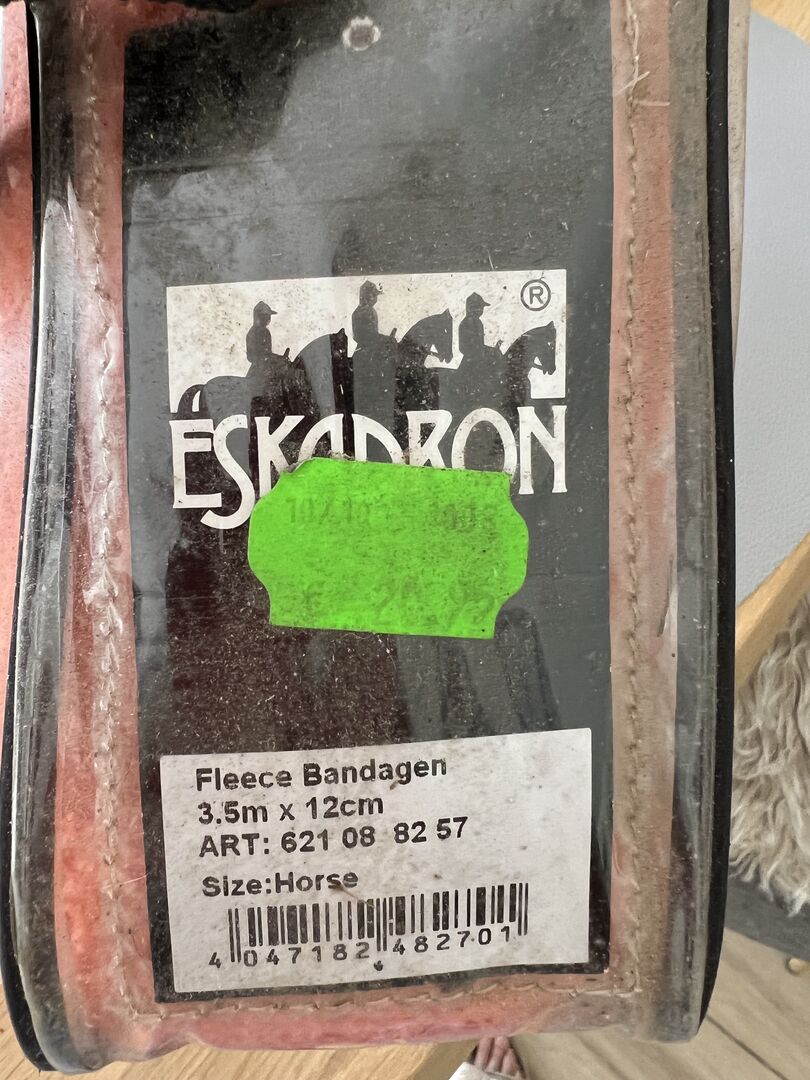 ®
ESKADRON
Fleece Bandagen
3,5m x 12cm
ART: 621 08 82 57
Size:Horse
4 047182 482701